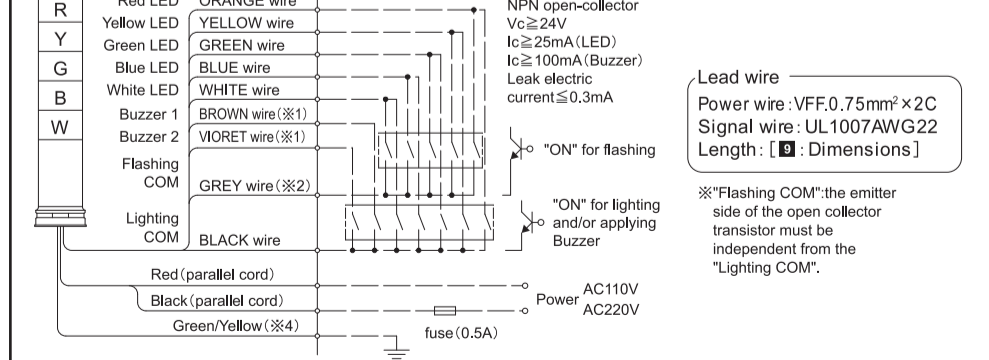 R
Y
G
B
W
Red LED ORANGE wire
Yellow LED YELLOW wire
Green LED GREEN wire
Blue LED BLUE wire
White LED WHITE wire
Buzzer 1 BROWN wire(※1)
Buzzer 2 VIORET wire(※1)
Flashing
COM
GREY wire(※2)
Lighting
COM
BLACK wire
Red(parallel cord)
Black(parallel cord)
Green/Yellow(※4)
NPN open-collector
Vc≧24V
Ic≧25mA(LED)
Ic≧100mA(Buzzer)
Leak electric
current≦0.3mA
"ON" for flashing
"ON" for lighting
and/or applying
Buzzer
Power
AC110V
AC220V
fuse(0.5A)
Lead wire
Power wire:VFF.0.75mm²×2C
Signal wire:UL1007AWG22
Length:[9:Dimensions]
※"Flashing COM":the emitter
side of the open collector
transistor must be
independent from the
"Lighting COM".